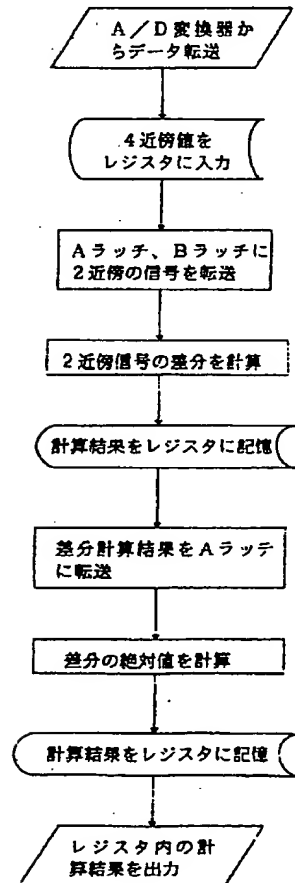 A/D変換器か
らデータ転送
4近傍値を
レジスタに入力
Aラッチ、Bラッチに
2近傍の信号を転送
2近傍信号の差分を計算
計算結果をレジスタに記憶
差分計算結果をAラッチ
に転送
差分の絶対値を計算
計算結果をレジスタに記憶
レジスタ内の計
算結果を出力